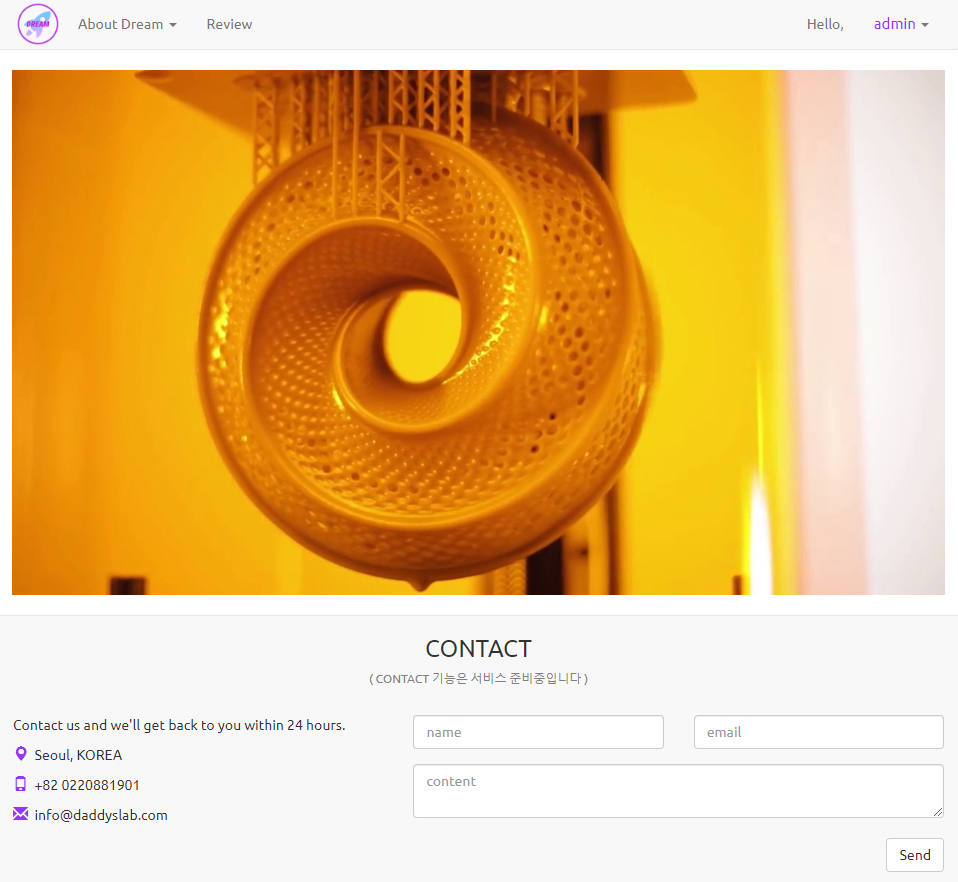 DREAM
About Dream
Review
Hello,
admin
CONTACT
( CONTACT 기능은 서비스 준비중입니다 )
Contact us and we'll get back to you within 24 hours.
Seoul, KOREA
+82 0220881901
info@daddyslab.com
name
email
content
Send